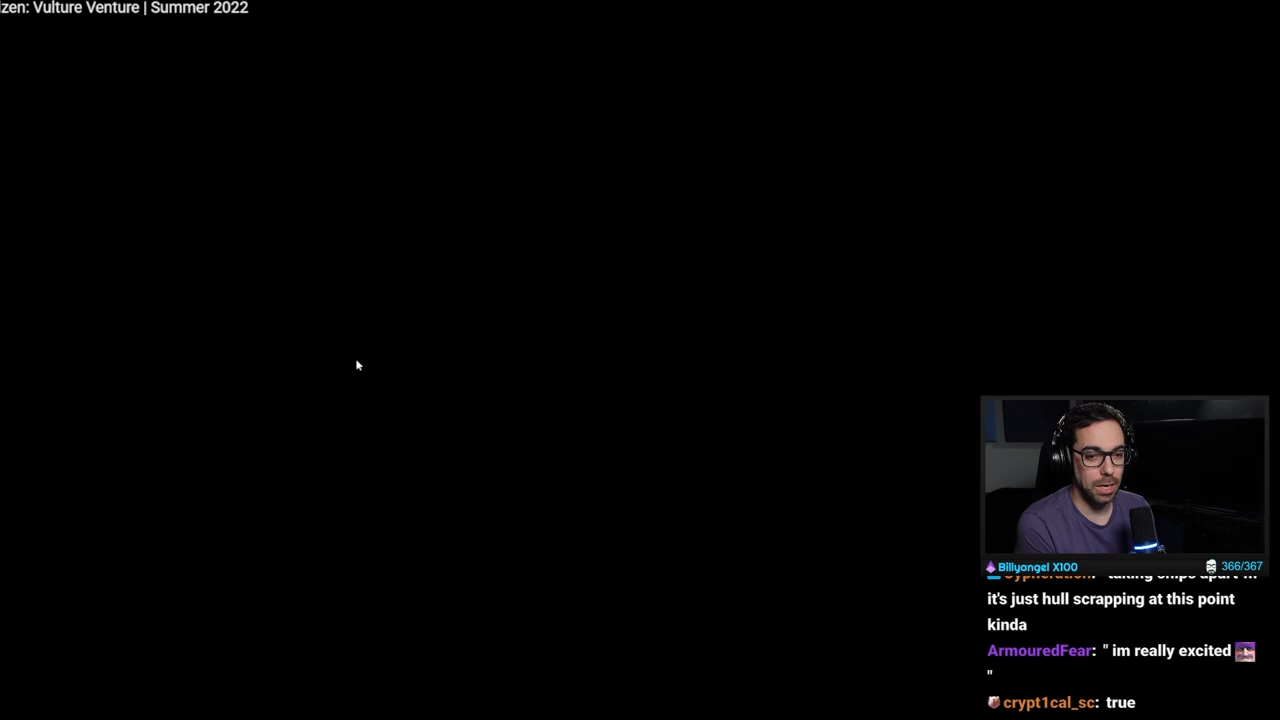 izen: Vulture Venture | Summer 2022
Billyangel X100
366/367
it's just hull scrapping at this point
kinda
ArmouredFear: " im really excited
"
crypt1cal_sc: true